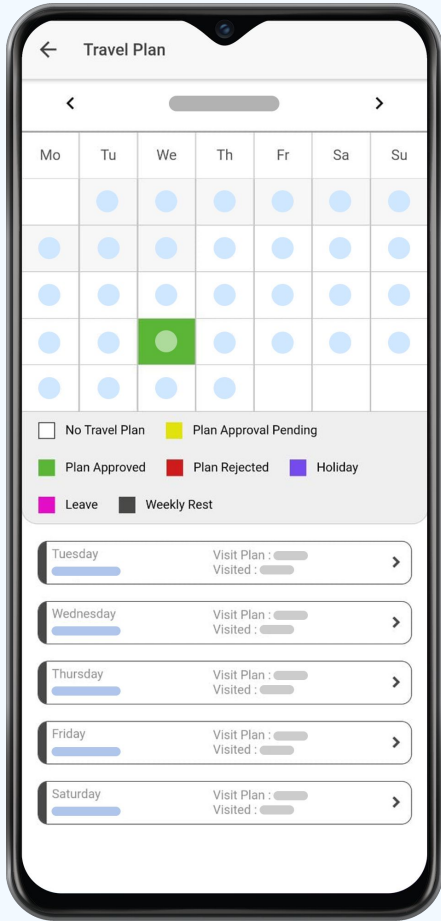 Travel Plan
Mo Tu We Th Fr Sa Su
No Travel Plan Plan Approval Pending
Plan Approved Plan Rejected Holiday
Leave Weekly Rest
Tuesday Visit Plan :
Visited :
Wednesday Visit Plan :
Visited :
Thursday Visit Plan :
Visited :
Friday Visit Plan :
Visited :
Saturday Visit Plan :
Visited :